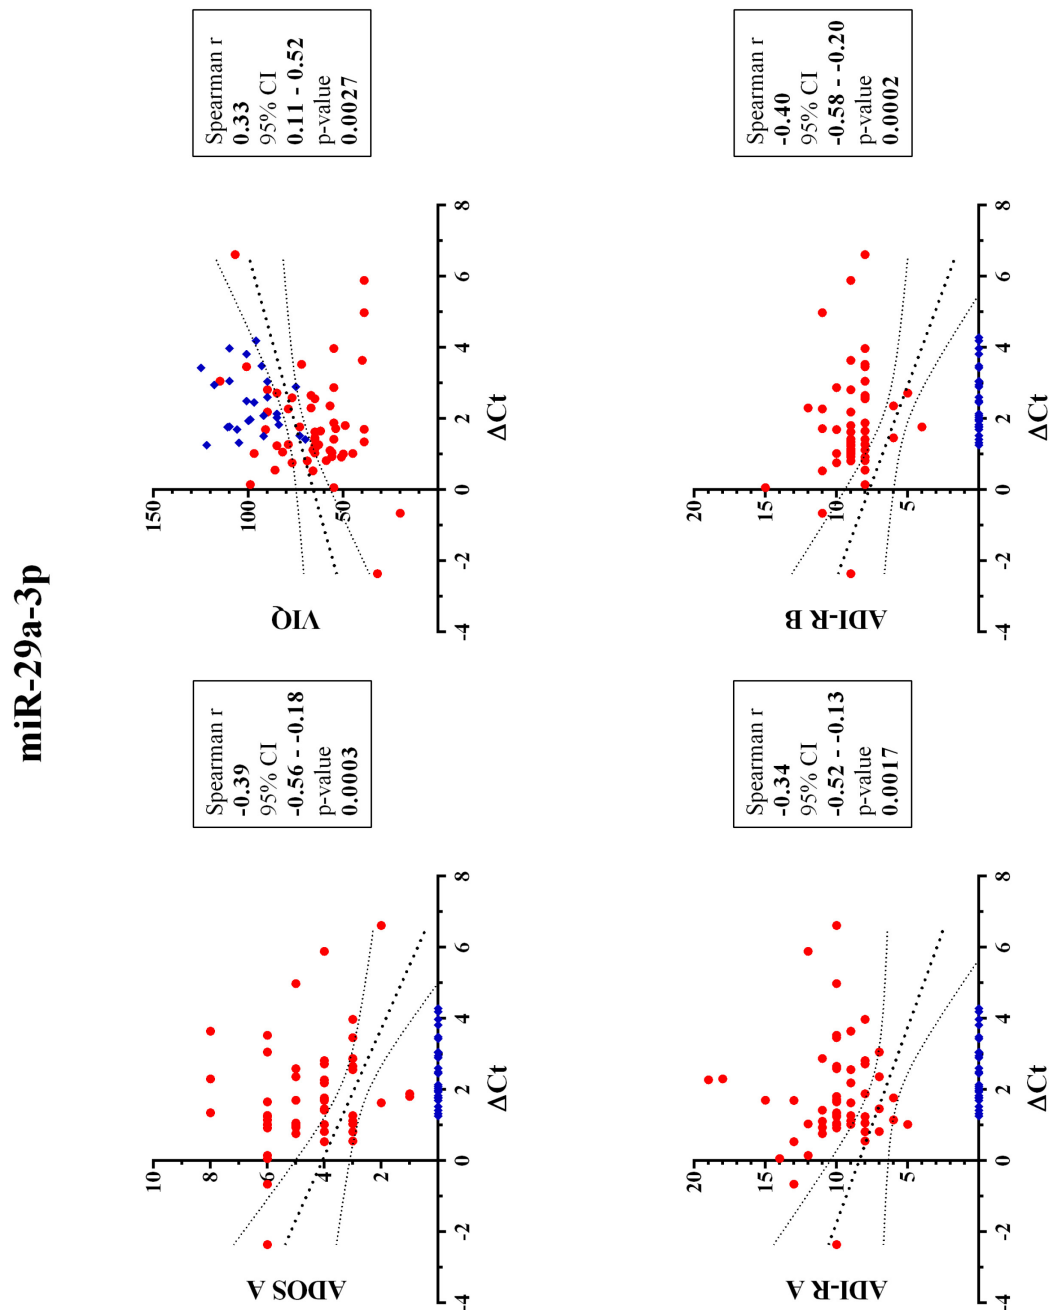 miR-29a-3p
ADOS A
10
8
6
4
2
-4
-2
0
2
4
6
8
ΔCt
Spearman r
-0.39
95% CI
-0.56 - -0.18
p-value
0.0003
VIQ
150
100
50
-4
-2
0
2
4
6
8
ΔCt
Spearman r
0.33
95% CI
0.11 - 0.52
p-value
0.0027
ADI-R A
20
15
10
5
-4
-2
0
2
4
6
8
ΔCt
Spearman r
-0.34
95% CI
-0.52 - -0.13
p-value
0.0017
ADI-R B
20
15
10
5
-4
-2
0
2
4
6
8
ΔCt
Spearman r
-0.40
95% CI
-0.58 - -0.20
p-value
0.0002